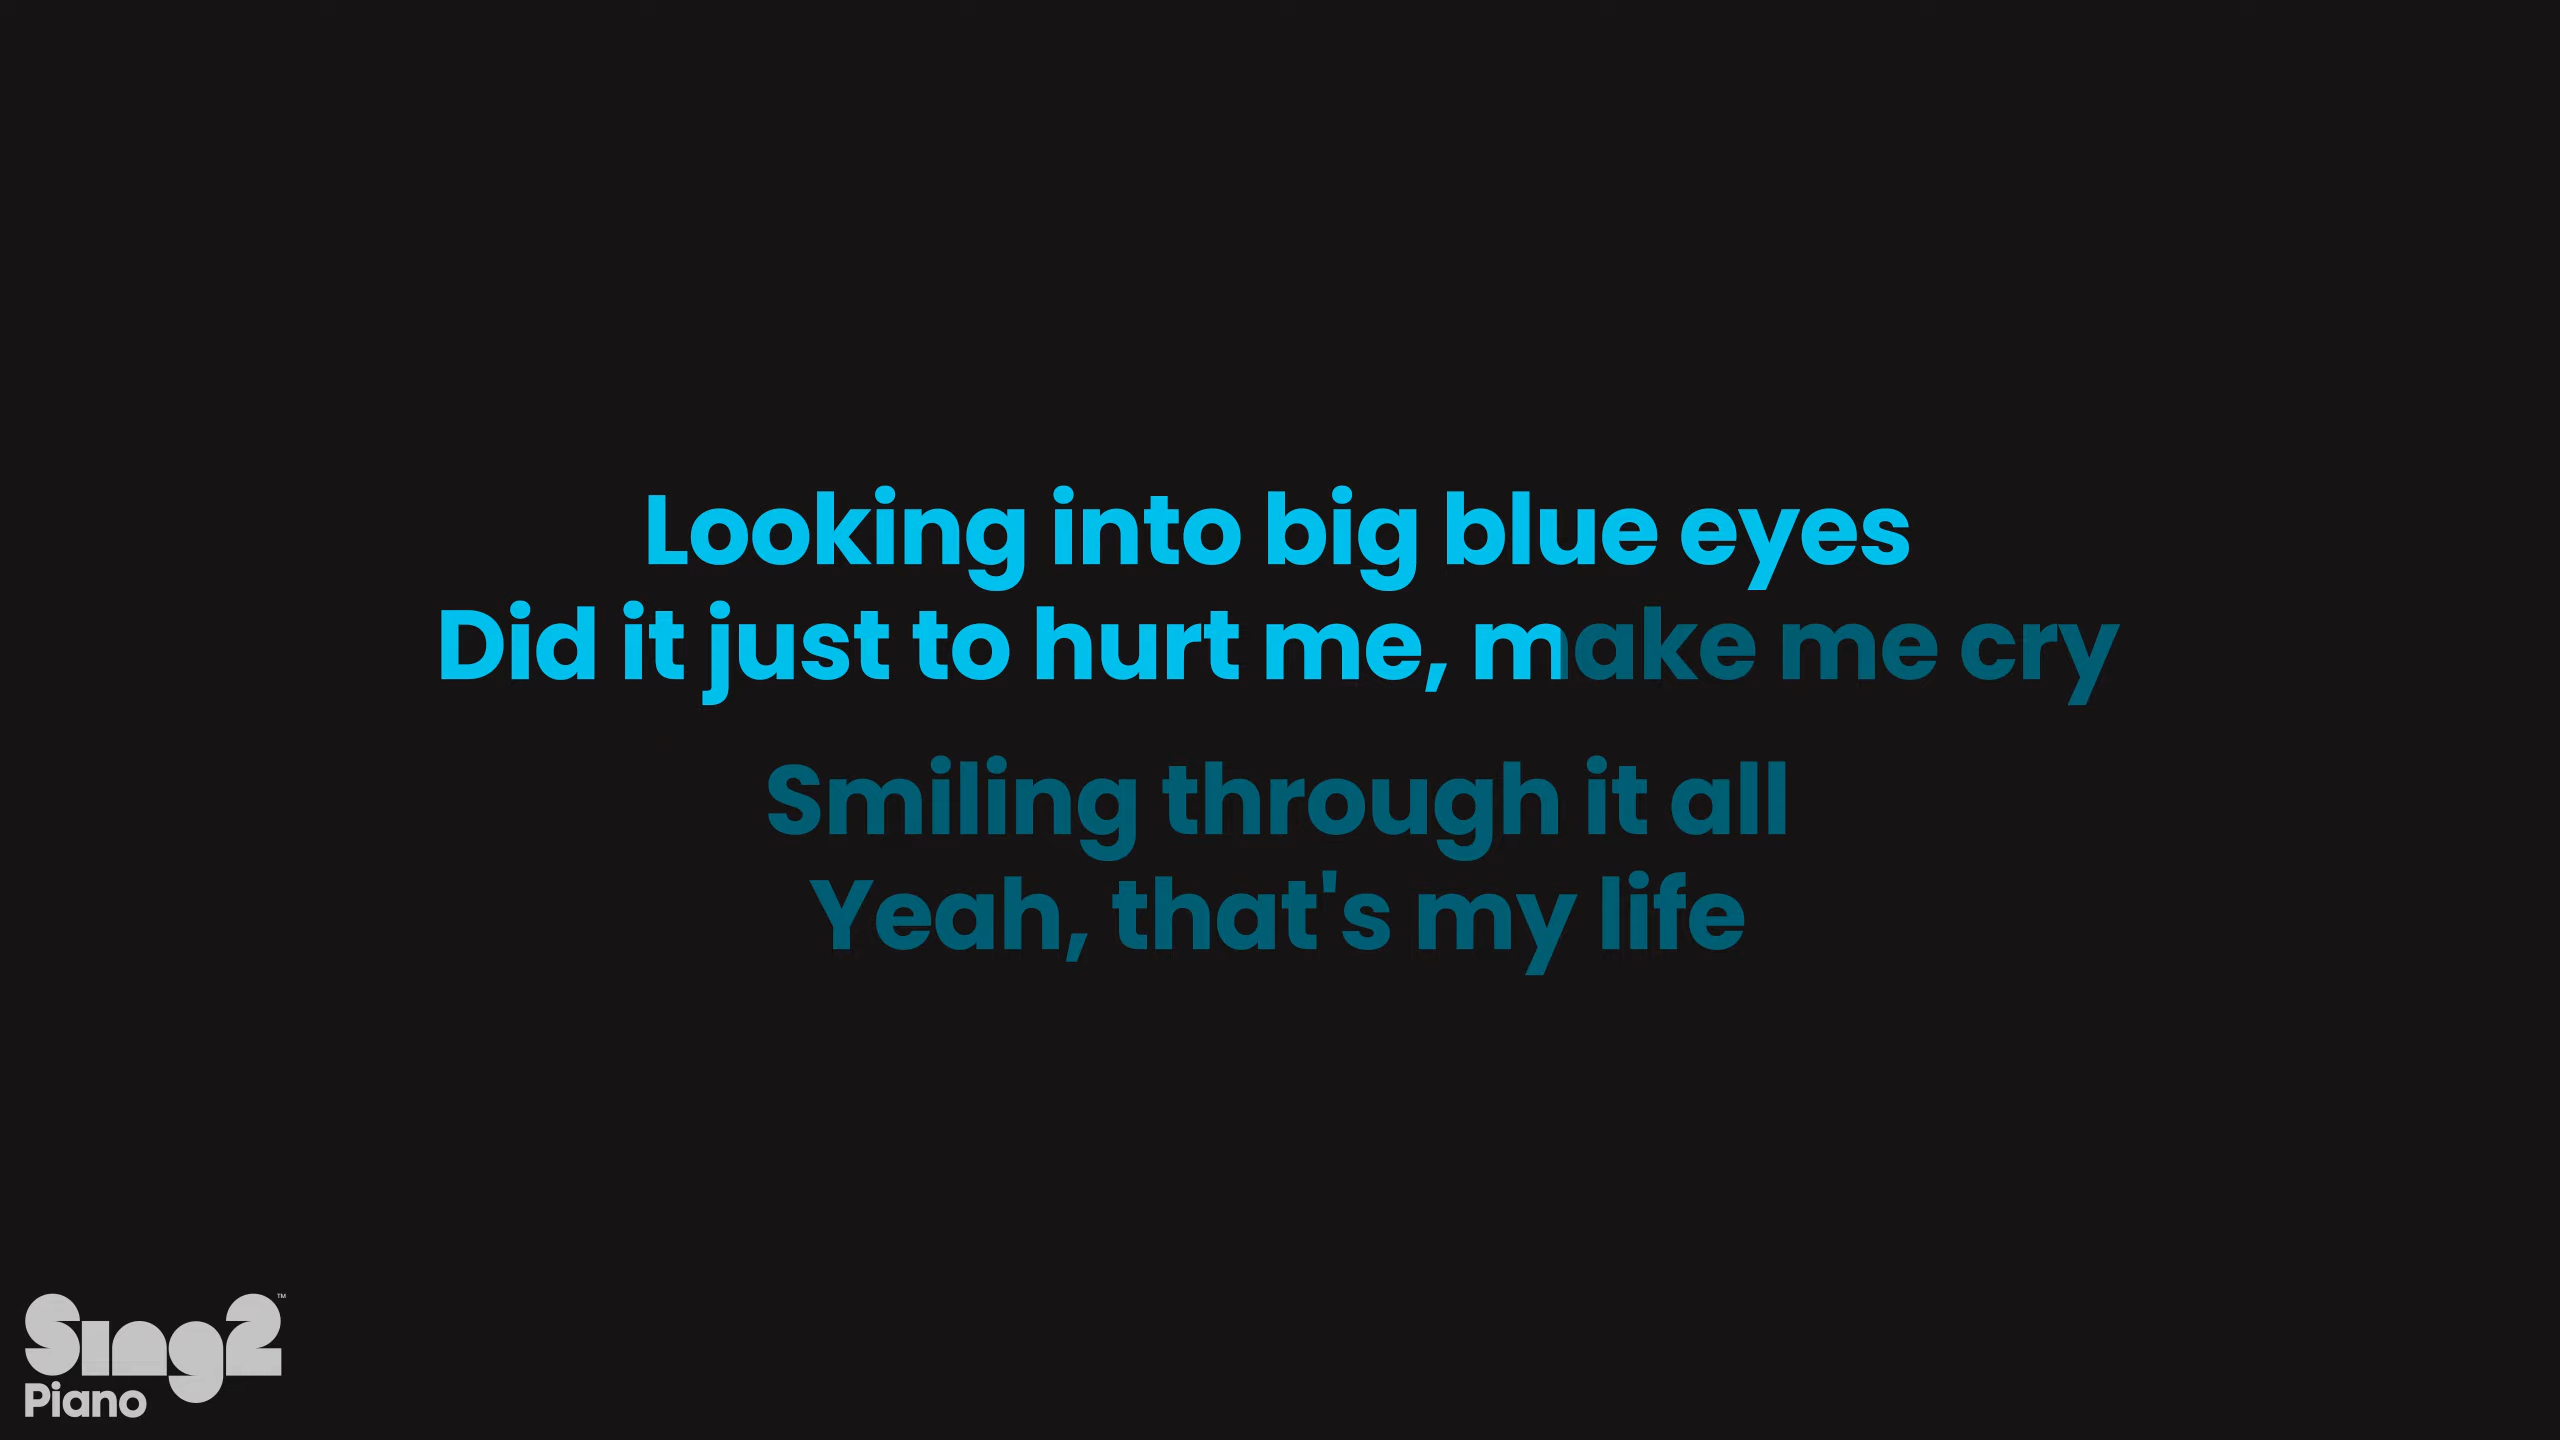 Looking into big blue eyes
Did it just to hurt me, make me cry
Smiling through it all
Yeah, that's my life
Sing2™
Piano